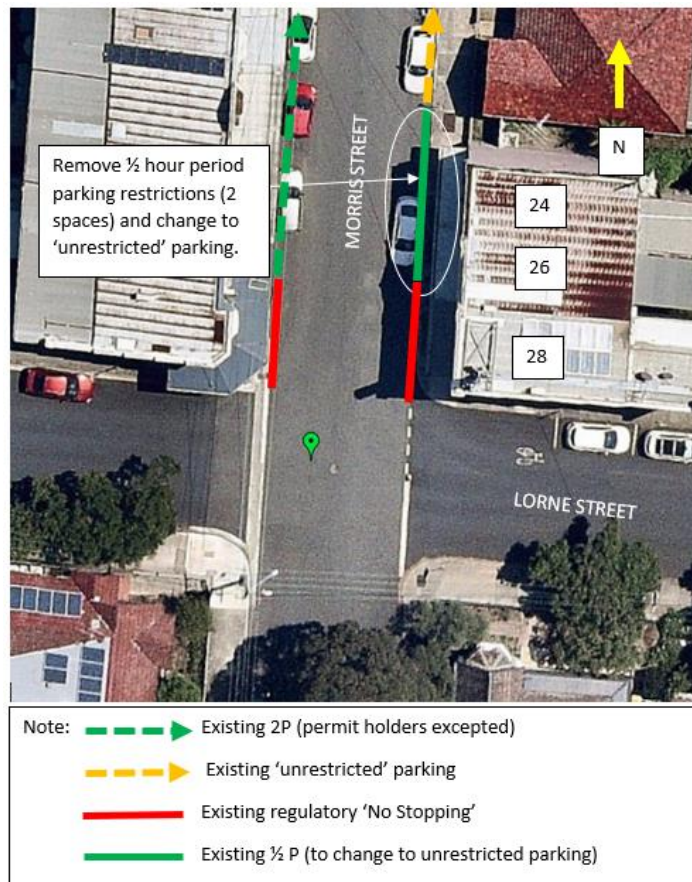 N
MORRIS STREET
Remove ½ hour period
parking restrictions (2
spaces) and change to
‘unrestricted’ parking.
24
26
28
LORNE STREET
Note:
Existing 2P (permit holders excepted)
Existing ‘unrestricted’ parking
Existing regulatory ‘No Stopping’
Existing ½ P (to change to unrestricted parking)